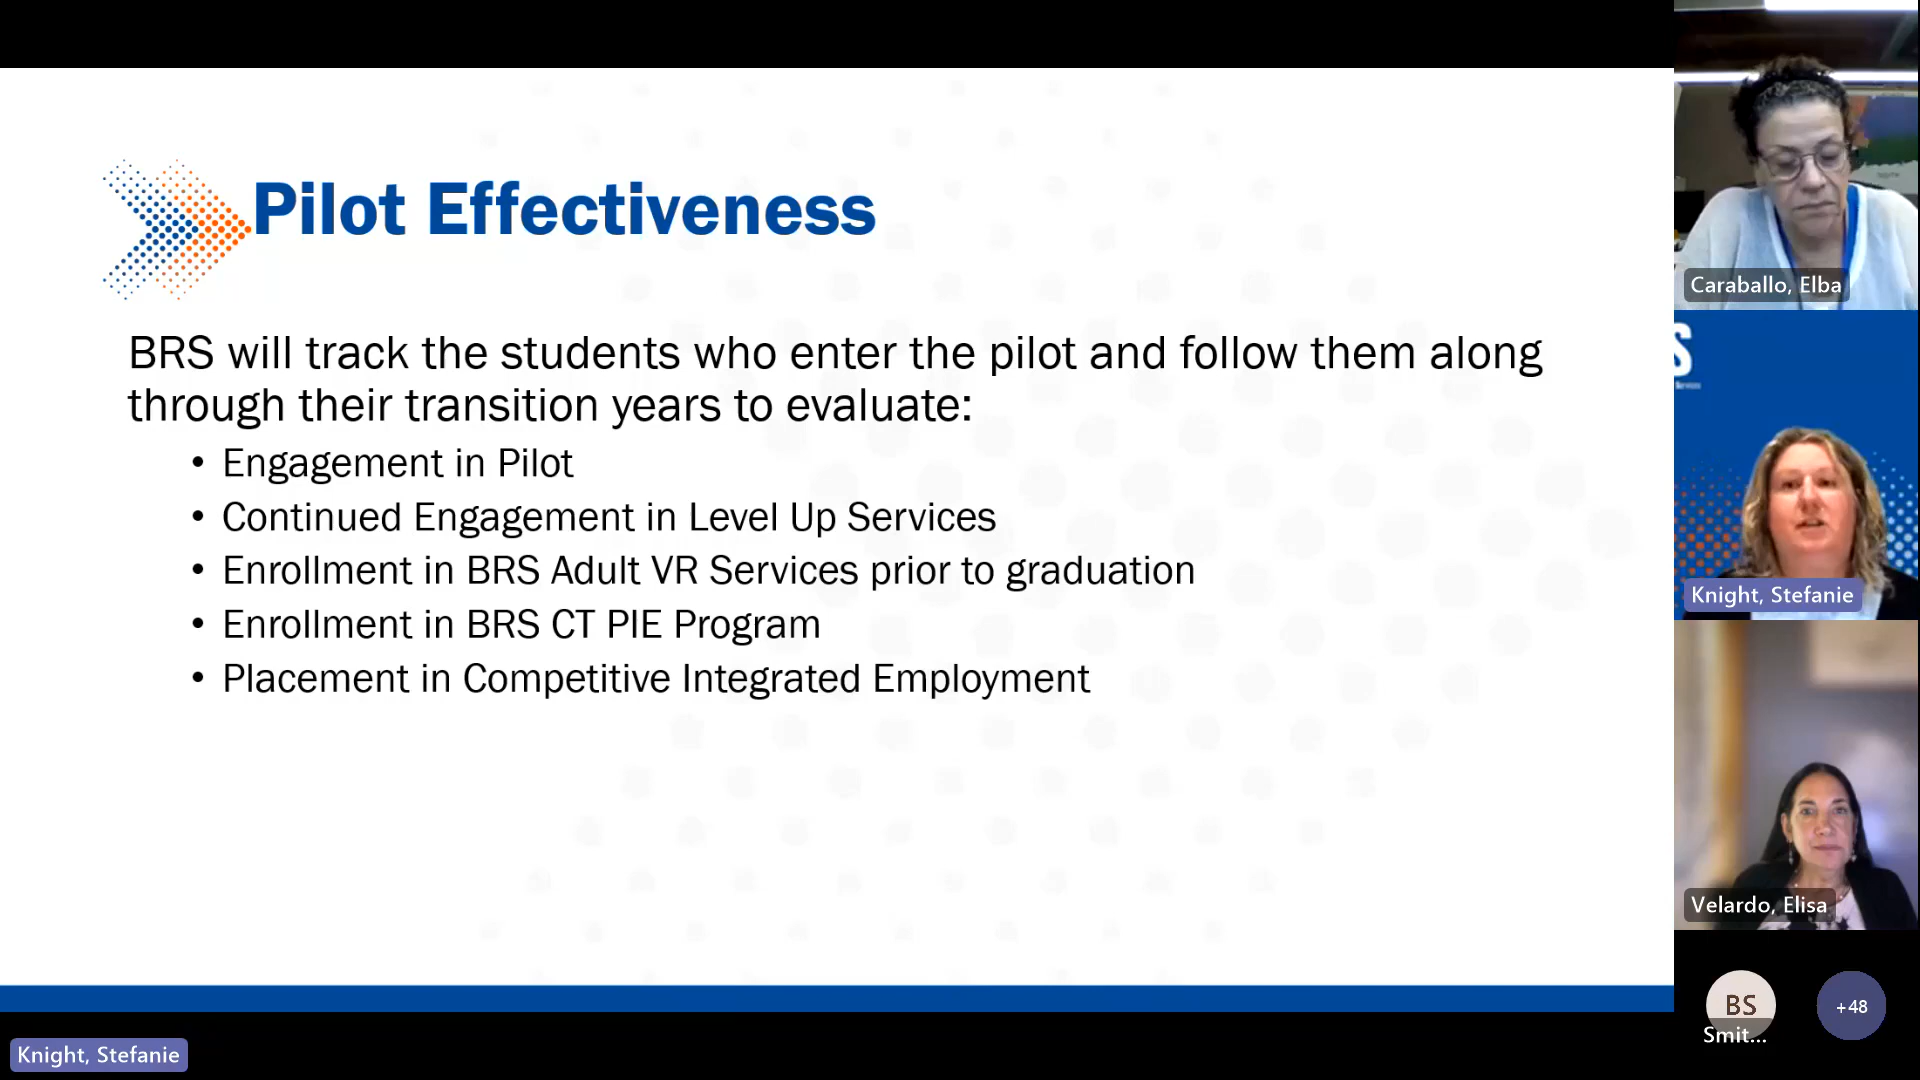 Pilot Effectiveness
BRS will track the students who enter the pilot and follow them along
through their transition years to evaluate:
• Engagement in Pilot
• Continued Engagement in Level Up Services
• Enrollment in BRS Adult VR Services prior to graduation
• Enrollment in BRS CT PIE Program
• Placement in Competitive Integrated Employment
Caraballo, Elba
S
Knight, Stefanie
Velardo, Elisa
BS
Smit...
+48
Knight, Stefanie